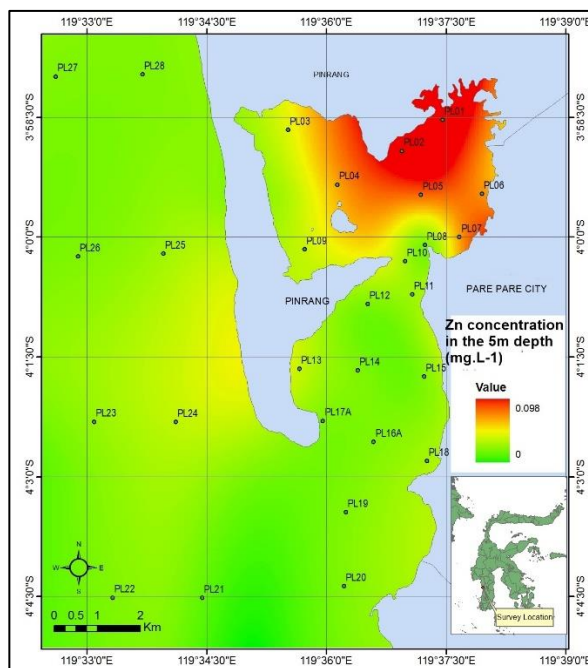 119°33'0"E 119°34'30"E 119°36'0"E 119°37'30"E 119°39'0"E
PL27
PL28
PINRANG
3°58'30"S
PL01
3°58'30"S
PL03
PL02
PL04
PL05
PL06
4°0'0"S
PL08
PL07
4°0'0"S
PL26
PL25
PL09
PL10
PARE PARE CITY
PINRANG
PL12
PL11
Zn concentration
in the 5m depth
(mg.L-1)
4°1'30"S
PL13
PL14
PL15
4°1'30"S
Value
0.098
0
PL23
PL24
PL17A
PL16A
PL18
4°3'0"S
4°3'0"S
PL19
N
W E
S
PL20
4°4'30"S
PL22
PL21
4°4'30"S
Survey Location
0 0.5 1 2
Km
119°33'0"E 119°34'30"E 119°36'0"E 119°37'30"E 119°39'0"E